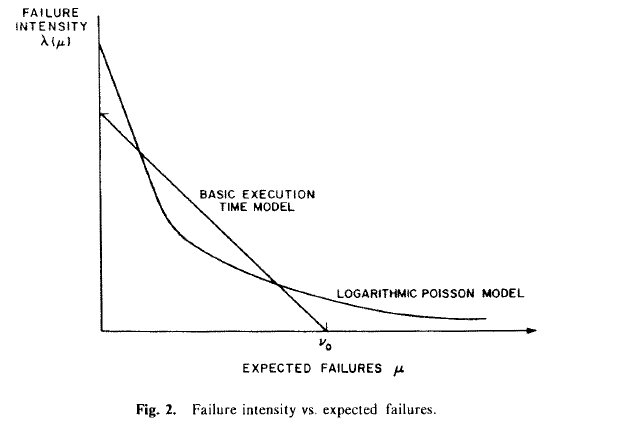 FAILURE
INTENSITY
λ(μ)
BASIC EXECUTION
TIME MODEL
LOGARITHMIC POISSON MODEL
ν₀
EXPECTED FAILURES μ
Fig. 2. Failure intensity vs. expected failures.